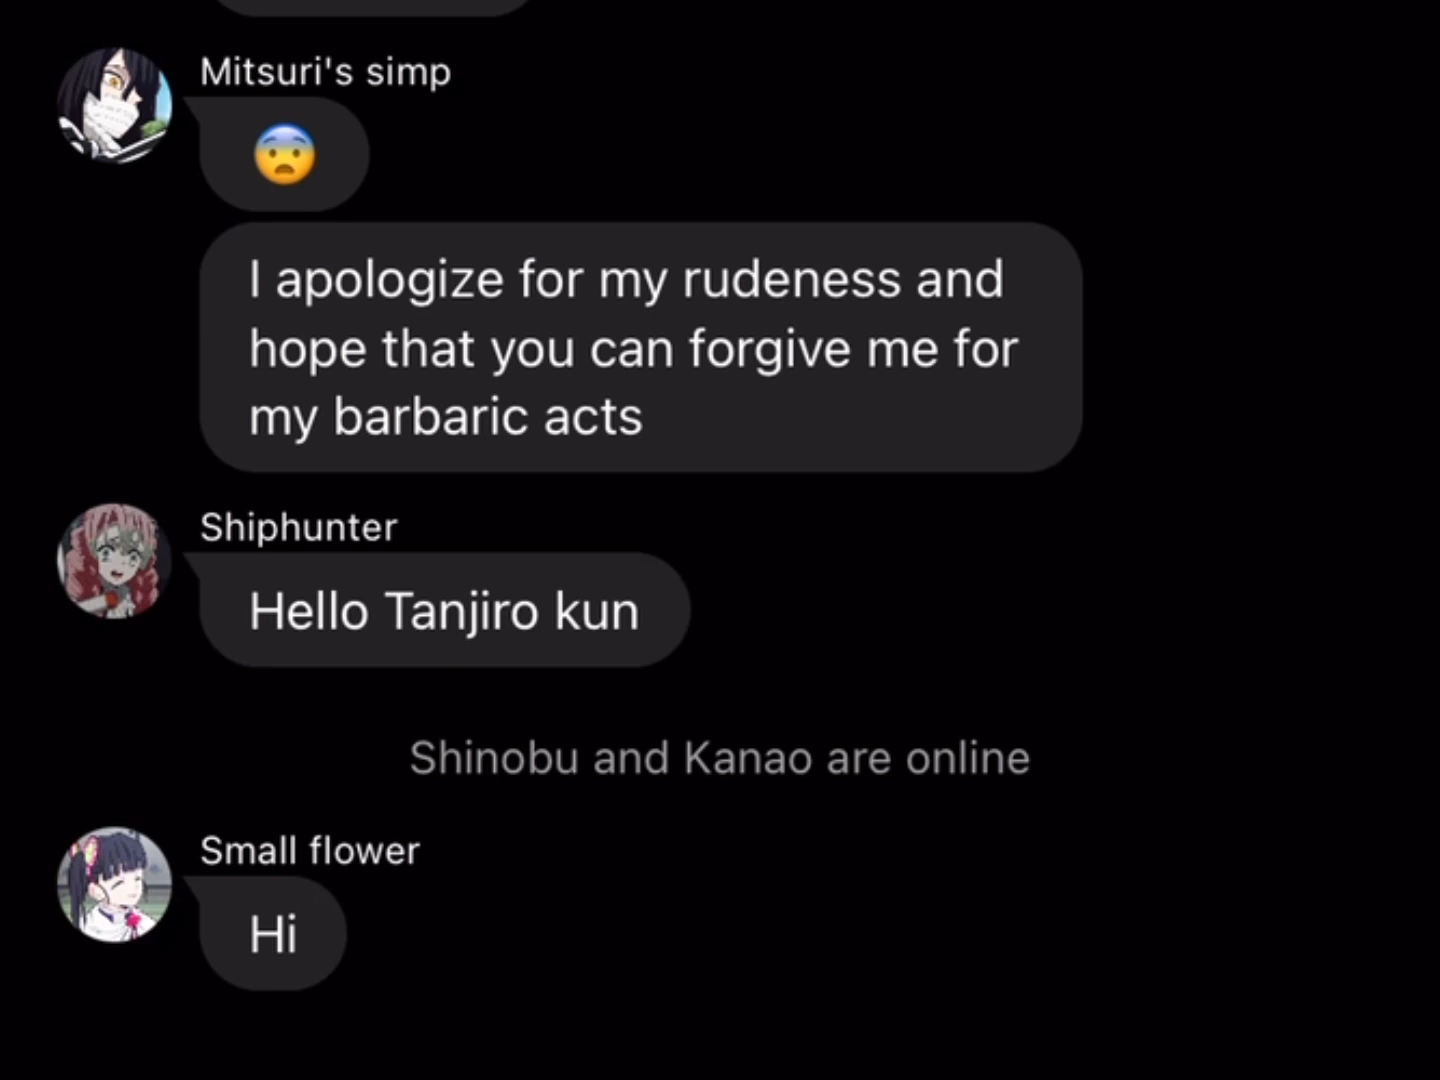 Mitsuri's simp
😨
I apologize for my rudeness and
hope that you can forgive me for
my barbaric acts
Shiphunter
Hello Tanjiro kun
Shinobu and Kanao are online
Small flower
Hi